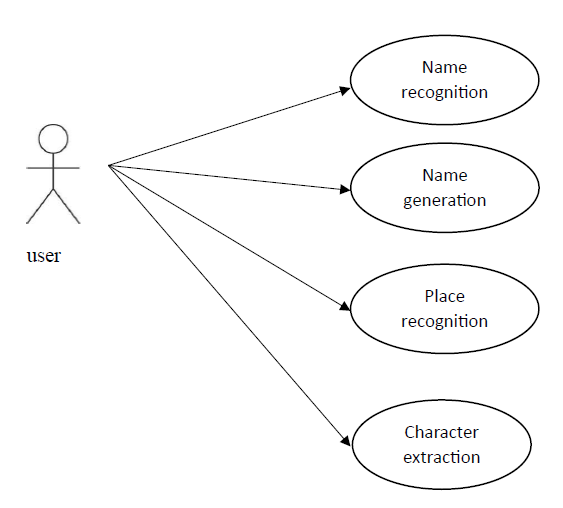 Name
recognition
Name
generation
user
Place
recognition
Character
extraction